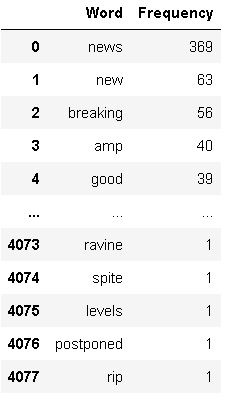 Word Frequency
0 news 369
1 new 63
2 breaking 56
3 amp 40
4 good 39
... ... ...
4073 ravine 1
4074 spite 1
4075 levels 1
4076 postponed 1
4077 rip 1